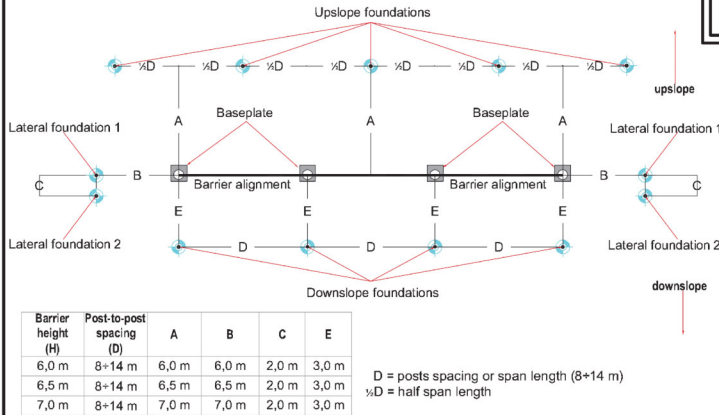 Upslope foundations
½D ½D ½D ½D ½D ½D ½D ½D
upslope
A A A
Baseplate Baseplate
Lateral foundation 1 Lateral foundation 1
B B
C C
Barrier alignment Barrier alignment
E E E E
Lateral foundation 2 Lateral foundation 2
D D D
downslope
Downslope foundations
Barrier height (H) Post-to-post spacing (D) A B C E
6,0 m 8÷14 m 6,0 m 6,0 m 2,0 m 3,0 m
6,5 m 8÷14 m 6,5 m 6,5 m 2,0 m 3,0 m
7,0 m 8÷14 m 7,0 m 7,0 m 2,0 m 3,0 m
D = posts spacing or span length (8÷14 m)
½D = half span length